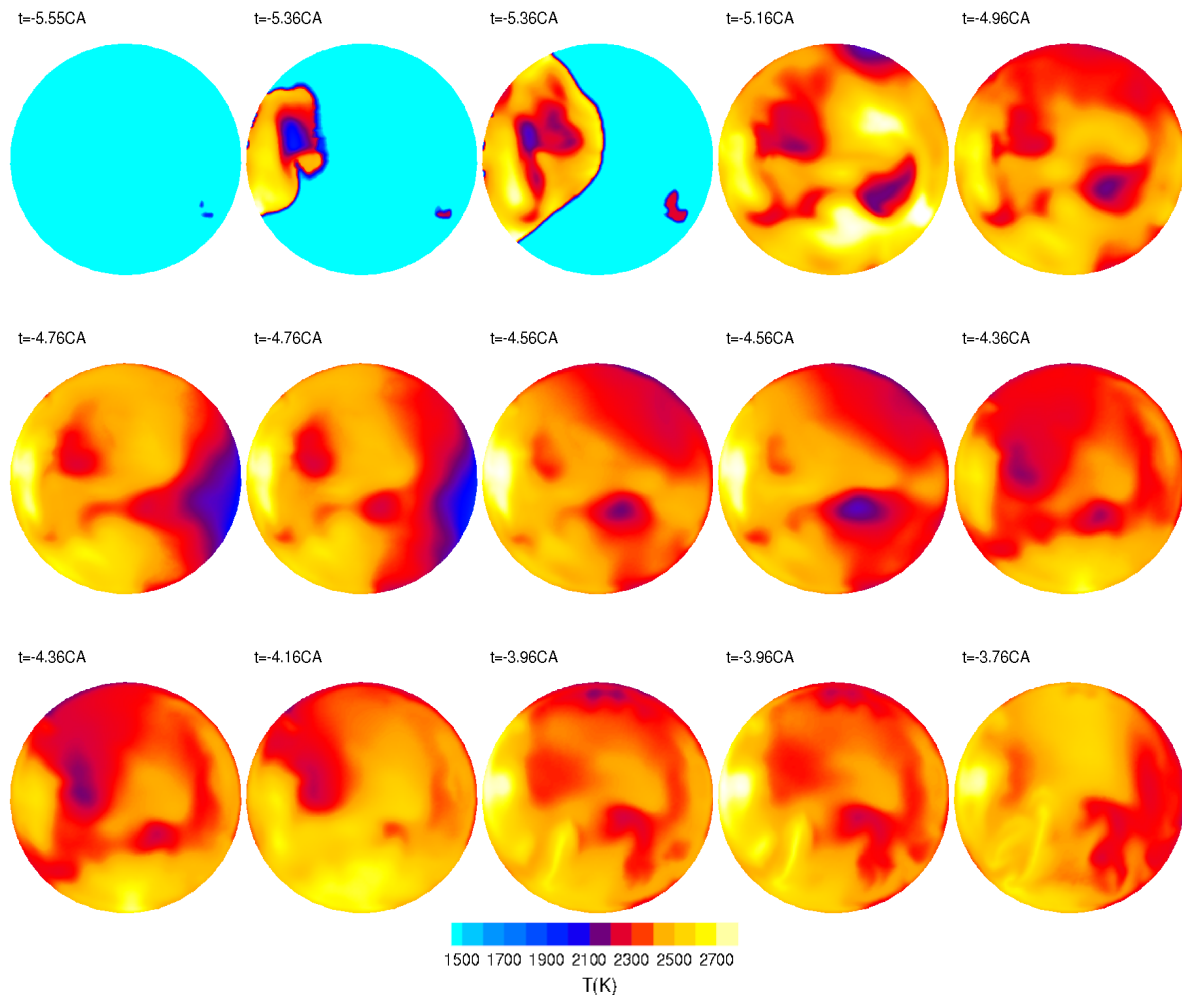 t=-5.55CA t=-5.36CA t=-5.36CA t=-5.16CA t=-4.96CA
t=-4.76CA t=-4.76CA t=-4.56CA t=-4.56CA t=-4.36CA
t=-4.36CA t=-4.16CA t=-3.96CA t=-3.96CA t=-3.76CA
1500 1700 1900 2100 2300 2500 2700
T(K)